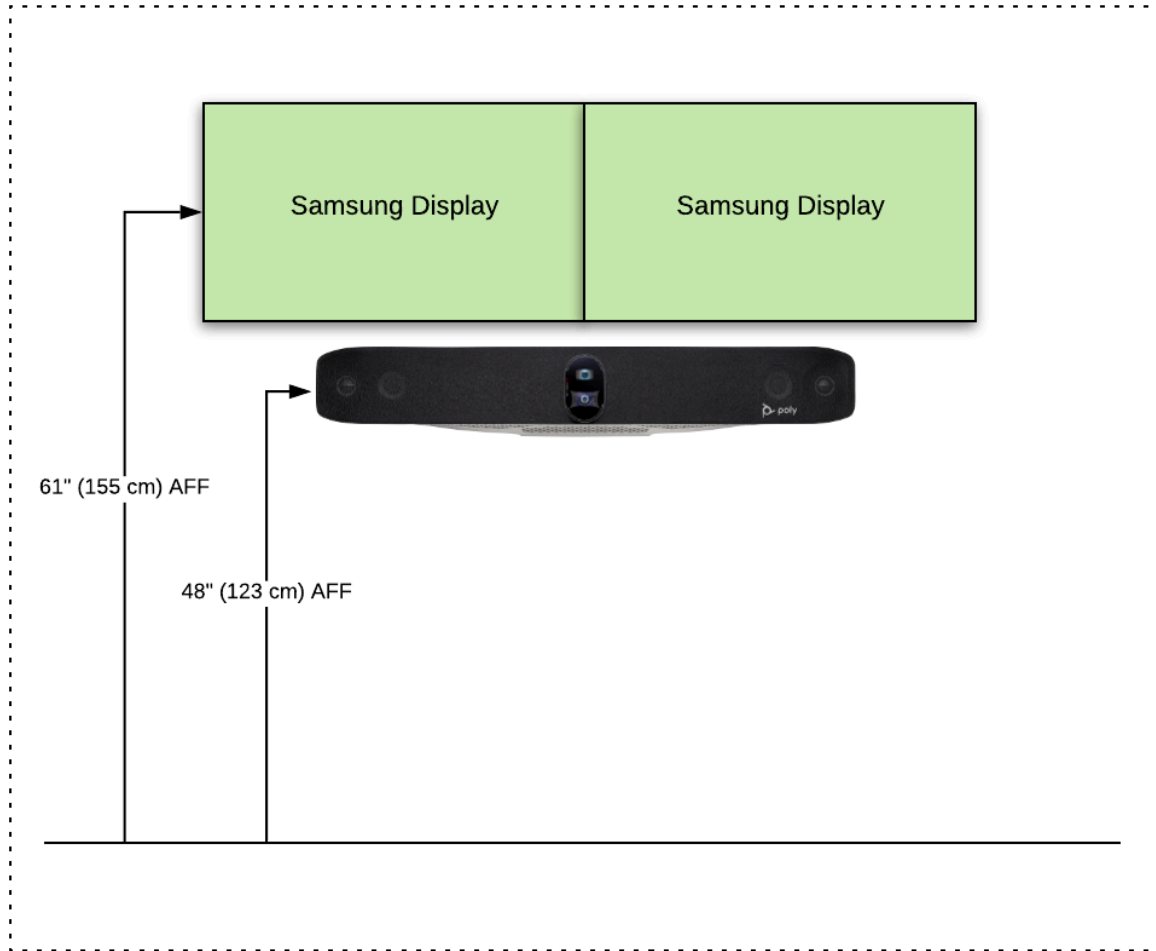 Samsung Display
Samsung Display
poly
61" (155 cm) AFF
48" (123 cm) AFF